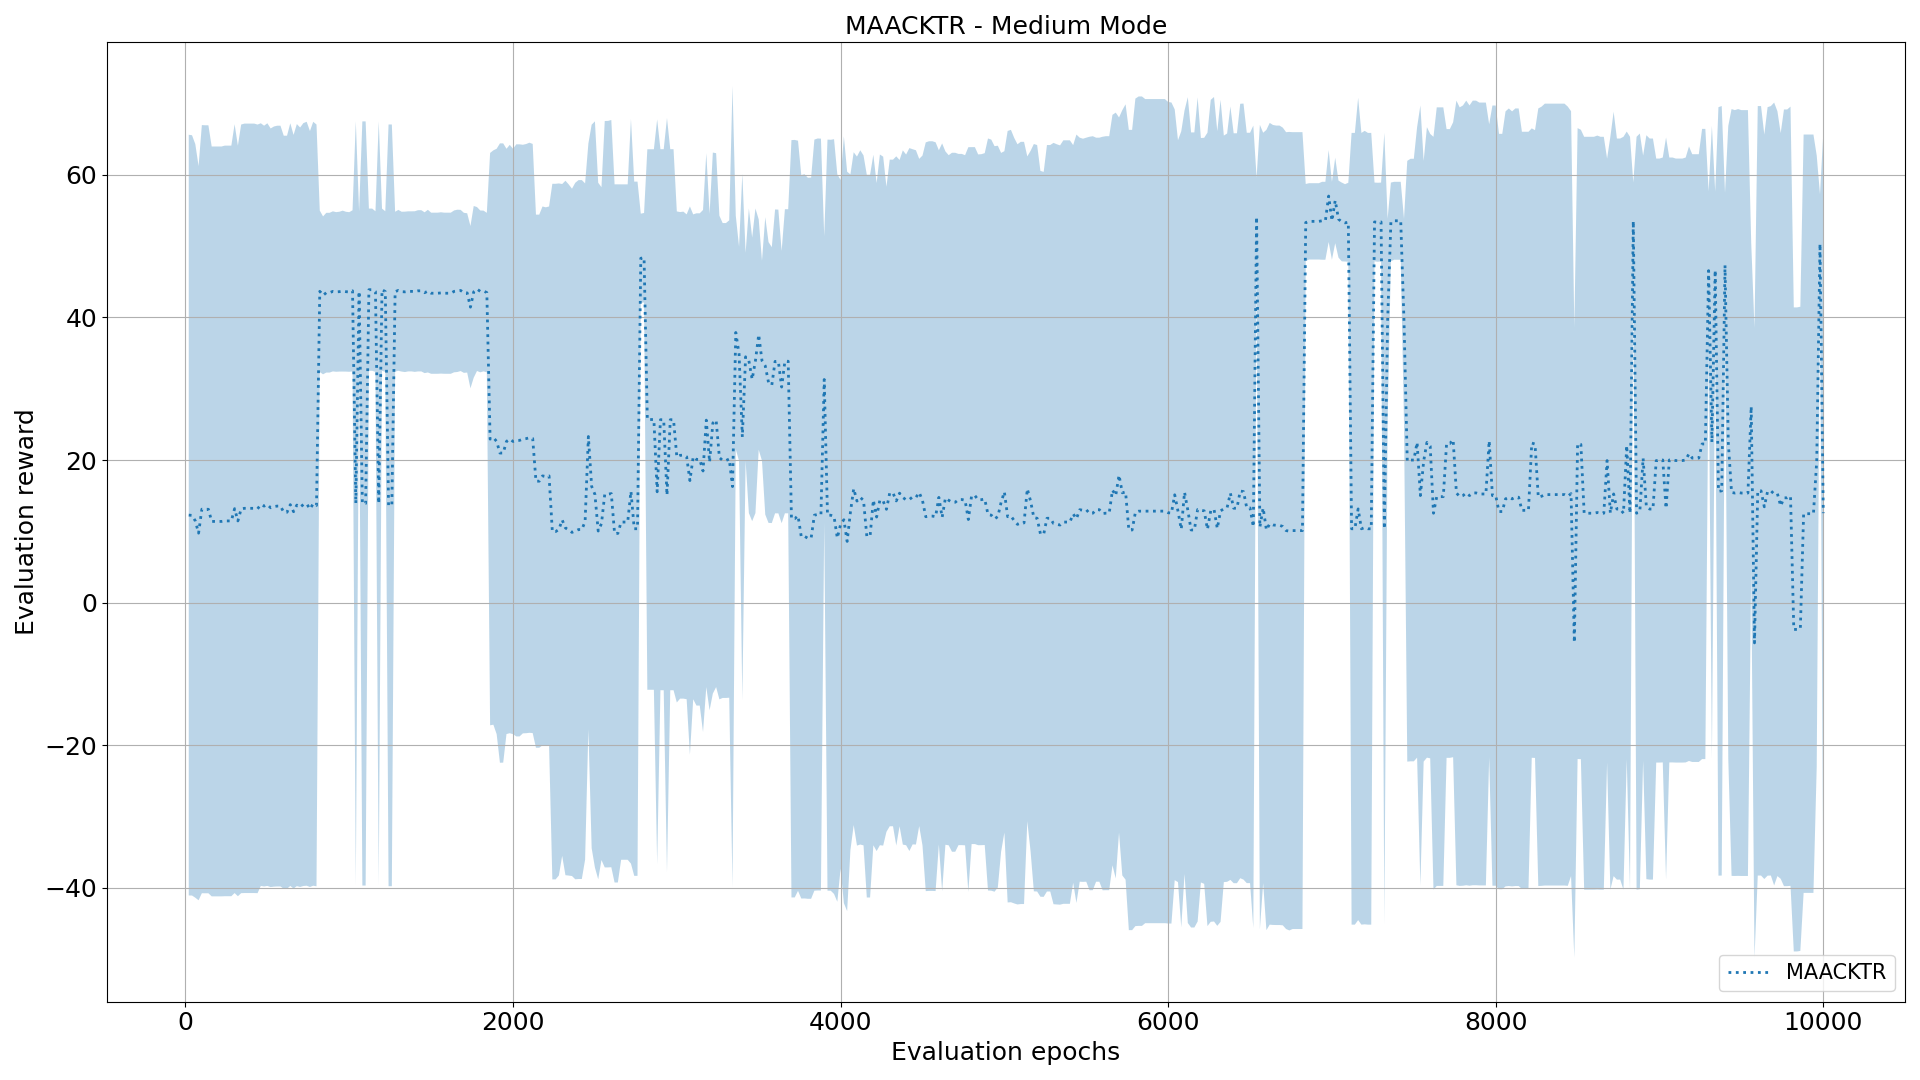 MAACKTR - Medium Mode
Evaluation reward
60
40
20
0
−20
−40
0 2000 4000 6000 8000 10000
Evaluation epochs
MAACKTR